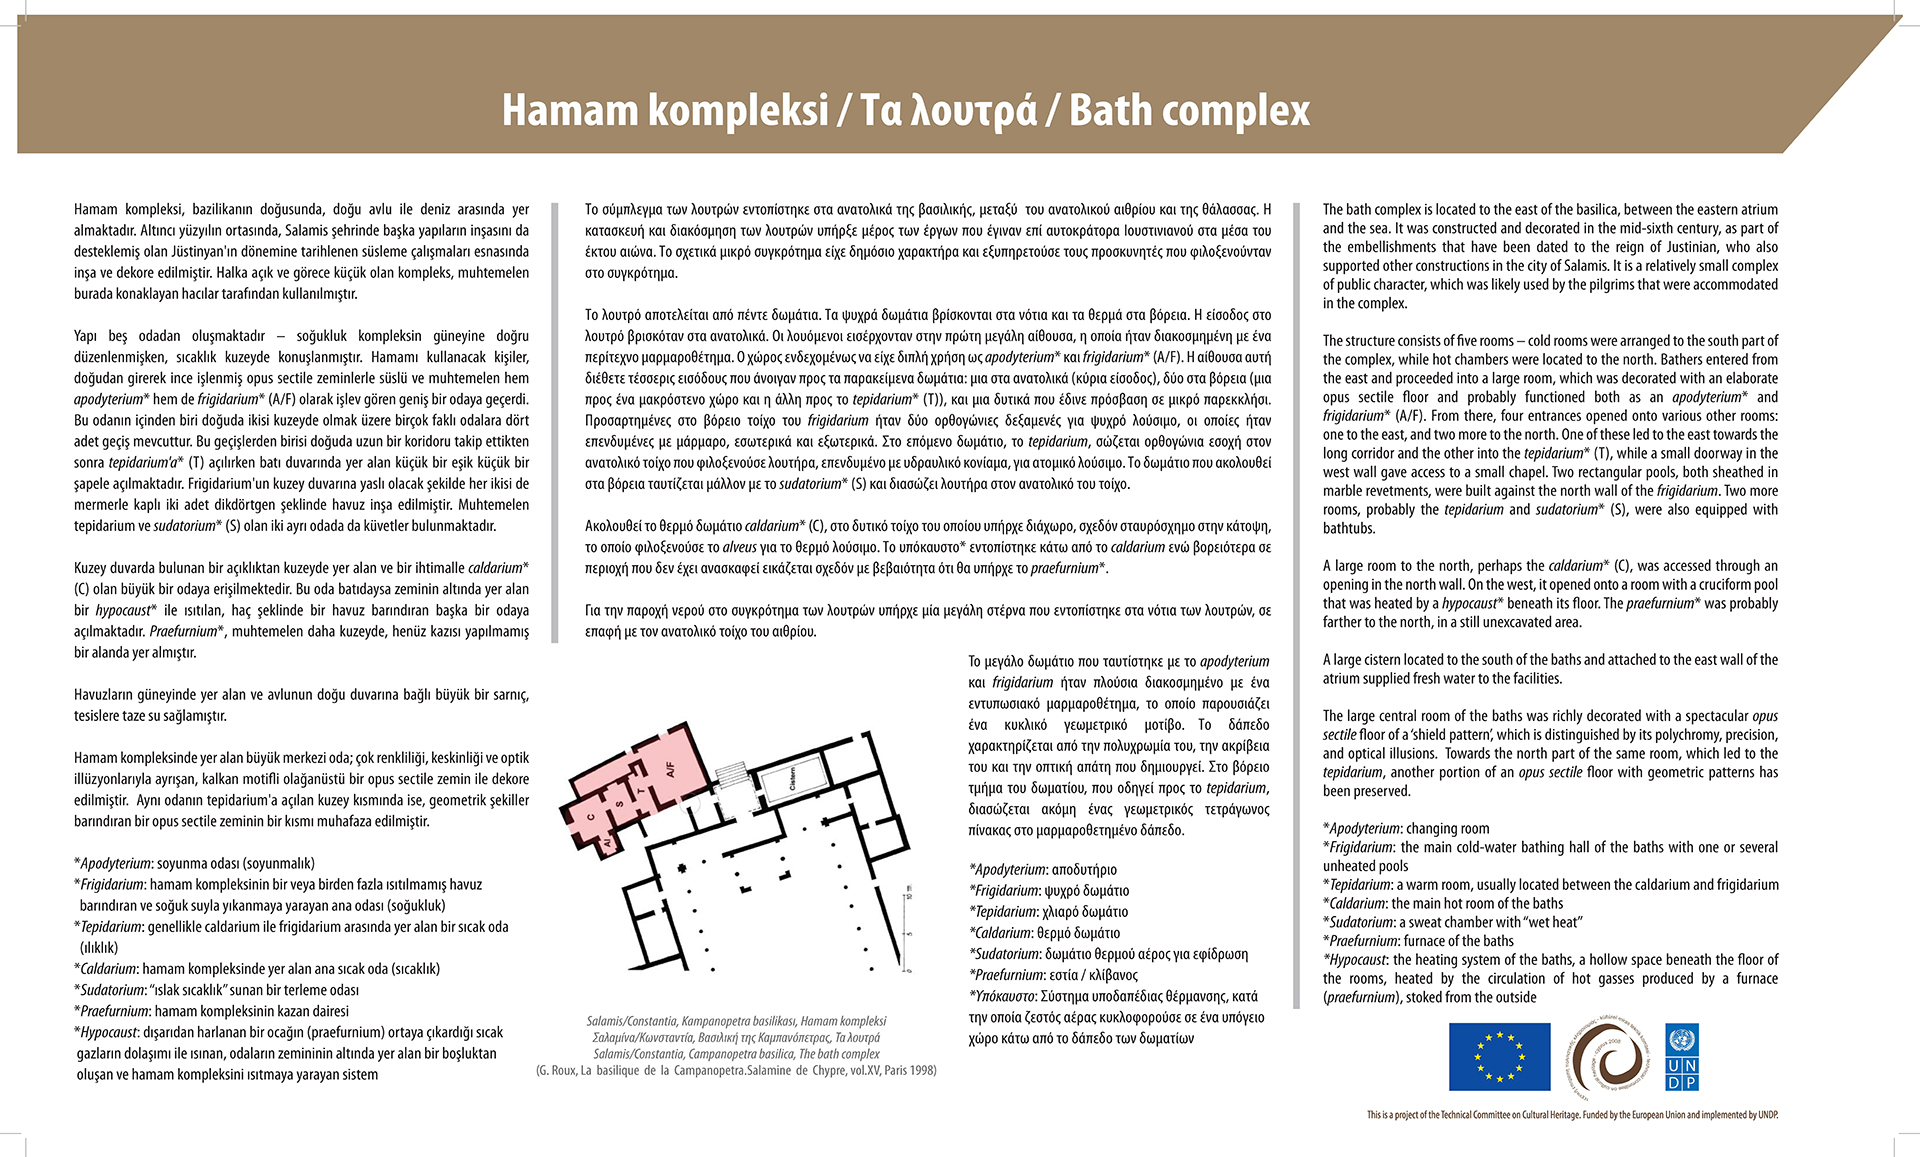 Hamam kompleksi / Τα λουτρά / Bath complex
Hamam kompleksi, bazilikanın doğusunda, doğu avlu ile deniz arasında yer
almaktadır. Altıncı yüzyılın ortasında, Salamis şehrinde başka yapıların inşasını da
desteklemiş olan Jüstinyan'ın dönemine tarihlenen süsleme çalışmaları esnasında
inşa ve dekore edilmiştir. Halka açık ve görece küçük olan kompleks, muhtemelen
burada konaklayan hacılar tarafından kullanılmıştır.
Yapı beş odadan oluşmaktadır – soğukluk kompleksin güneyine doğru
düzenlenmişken, sıcaklık kuzeyde konuşlanmıştır. Hamamı kullanacak kişiler,
doğudan girerek ince işlenmiş opus sectile zeminlerle süslü ve muhtemelen hem
apodyterium* hem de frigidarium* (A/F) olarak işlev gören geniş bir odaya geçerdi.
Bu odanın içinden biri doğuda ikisi kuzeyde olmak üzere birçok faklı odalara dört
adet geçiş mevcuttur. Bu geçişlerden birisi doğuda uzun bir koridoru takip ettikten
sonra tepidarium'a* (T) açılırken batı duvarında yer alan küçük bir eşik küçük bir
şapele açılmaktadır. Frigidarium'un kuzey duvarına yaslı olacak şekilde her ikisi de
mermerle kaplı iki adet dikdörtgen şeklinde havuz inşa edilmiştir. Muhtemelen
tepidarium ve sudatorium* (S) olan iki ayrı odada da küvetler bulunmaktadır.
Kuzey duvarda bulunan bir açıklıktan kuzeyde yer alan ve bir ihtimalle caldarium*
(C) olan büyük bir odaya erişilmektedir. Bu oda batıdaysa zeminin altında yer alan
bir hypocaust* ile ısıtılan, haç şeklinde bir havuz barındıran başka bir odaya
açılmaktadır. Praefurnium*, muhtemelen daha kuzeyde, henüz kazısı yapılmamış
bir alanda yer almıştır.
Havuzların güneyinde yer alan ve avlunun doğu duvarına bağlı büyük bir sarnıç,
tesislere taze su sağlamıştır.
Hamam kompleksinde yer alan büyük merkezi oda; çok renkliliği, keskinliği ve optik
illüzyonlarıyla ayrışan, kalkan motifli olağanüstü bir opus sectile zemin ile dekore
edilmiştir. Aynı odanın tepidarium'a açılan kuzey kısmında ise, geometrik şekiller
barındıran bir opus sectile zeminin bir kısmı muhafaza edilmiştir.
*Apodyterium: soyunma odası (soyunmalık)
*Frigidarium: hamam kompleksinin bir veya birden fazla ısıtılmamış havuz
barındıran ve soğuk suyla yıkanmaya yarayan ana odası (soğukluk)
*Tepidarium: genellikle caldarium ile frigidarium arasında yer alan bir sıcak oda
(ılıklık)
*Caldarium: hamam kompleksinde yer alan ana sıcak oda (sıcaklık)
*Sudatorium: “ıslak sıcaklık” sunan bir terleme odası
*Praefurnium: hamam kompleksinin kazan dairesi
*Hypocaust: dışarıdan harlanan bir ocağın (praefurnium) ortaya çıkardığı sıcak
gazların dolaşımı ile ısınan, odaların zemininin altında yer alan bir boşluktan
oluşan ve hamam kompleksini ısıtmaya yarayan sistem
Το σύμπλεγμα των λουτρών εντοπίστηκε στα ανατολικά της βασιλικής, μεταξύ του ανατολικού αιθρίου και της θάλασσας. Η
κατασκευή και διακόσμηση των λουτρών υπήρξε μέρος των έργων που έγιναν επί αυτοκράτορα Ιουστινιανού στα μέσα του
έκτου αιώνα. Το σχετικά μικρό συγκρότημα είχε δημόσιο χαρακτήρα και εξυπηρετούσε τους προσκυνητές που φιλοξενούνταν
στο συγκρότημα.
Το λουτρό αποτελείται από πέντε δωμάτια. Τα ψυχρά δωμάτια βρίσκονται στα νότια και τα θερμά στα βόρεια. Η είσοδος στο
λουτρό βρισκόταν στα ανατολικά. Οι λουόμενοι εισέρχονταν στην πρώτη μεγάλη αίθουσα, η οποία ήταν διακοσμημένη με ένα
περίτεχνο μαρμαροθέτημα. Ο χώρος ενδεχομένως να είχε διπλή χρήση ως apodyterium* και frigidarium* (A/F). Η αίθουσα αυτή
διέθετε τέσσερις εισόδους που άνοιγαν προς τα παρακείμενα δωμάτια: μια στα ανατολικά (κύρια είσοδος), δύο στα βόρεια (μια
προς ένα μακρόστενο χώρο και η άλλη προς το tepidarium* (T)), και μια δυτικά που έδινε πρόσβαση σε μικρό παρεκκλήσι.
Προσαρτημένες στο βόρειο τοίχο του frigidarium ήταν δύο ορθογώνιες δεξαμενές για ψυχρό λούσιμο, οι οποίες ήταν
επενδυμένες με μάρμαρο, εσωτερικά και εξωτερικά. Στο επόμενο δωμάτιο, το tepidarium, σώζεται ορθογώνια εσοχή στον
ανατολικό τοίχο που φιλοξενούσε λουτήρα, επενδυμένο με υδραυλικό κονίαμα, για ατομικό λούσιμο. Το δωμάτιο που ακολουθεί
στα βόρεια ταυτίζεται μάλλον με το sudatorium* (S) και διασώζει λουτήρα στον ανατολικό του τοίχο.
Ακολουθεί το θερμό δωμάτιο caldarium* (C), στο δυτικό τοίχο του οποίου υπήρχε διάχωρο, σχεδόν σταυρόσχημο στην κάτοψη,
το οποίο φιλοξενούσε το alveus για το θερμό λούσιμο. Το υπόκαυστο* εντοπίστηκε κάτω από το caldarium ενώ βορειότερα σε
περιοχή που δεν έχει ανασκαφεί εικάζεται σχεδόν με βεβαιότητα ότι θα υπήρχε το praefurnium*.
Για την παροχή νερού στο συγκρότημα των λουτρών υπήρχε μία μεγάλη στέρνα που εντοπίστηκε στα νότια των λουτρών, σε
επαφή με τον ανατολικό τοίχο του αιθρίου.
Το μεγάλο δωμάτιο που ταυτίστηκε με το apodyterium
και frigidarium ήταν πλούσια διακοσμημένο με ένα
εντυπωσιακό μαρμαροθέτημα, το οποίο παρουσιάζει
ένα κυκλικό γεωμετρικό μοτίβο. Το δάπεδο
χαρακτηρίζεται από την πολυχρωμία του, την ακρίβεια
του και την οπτική απάτη που δημιουργεί. Στο βόρειο
τμήμα του δωματίου, που οδηγεί προς το tepidarium,
διασώζεται ακόμη ένας γεωμετρικός τετράγωνος
πίνακας στο μαρμαροθετημένο δάπεδο.
*Apodyterium: αποδυτήριο
*Frigidarium: ψυχρό δωμάτιο
*Tepidarium: χλιαρό δωμάτιο
*Caldarium: θερμό δωμάτιο
*Sudatorium: δωμάτιο θερμού αέρος για εφίδρωση
*Praefurnium: εστία / κλίβανος
*Υπόκαυστο: Σύστημα υποδαπέδιας θέρμανσης, κατά
την οποία ζεστός αέρας κυκλοφορούσε σε ένα υπόγειο
χώρο κάτω από το δάπεδο των δωματίων
A/F
T
S
C
Al
Cistern
0
5
10 m
Salamis/Constantia, Kampanopetra basilikası, Hamam kompleksi
Σαλαμίνα/Κωνσταντία, Βασιλική της Καμπανόπετρας, Τα λουτρά
Salamis/Constantia, Campanopetra basilica, The bath complex
(G. Roux, La basilique de la Campanopetra.Salamine de Chypre, vol.XV, Paris 1998)
The bath complex is located to the east of the basilica, between the eastern atrium
and the sea. It was constructed and decorated in the mid-sixth century, as part of
the embellishments that have been dated to the reign of Justinian, who also
supported other constructions in the city of Salamis. It is a relatively small complex
of public character, which was likely used by the pilgrims that were accommodated
in the complex.
The structure consists of five rooms – cold rooms were arranged to the south part of
the complex, while hot chambers were located to the north. Bathers entered from
the east and proceeded into a large room, which was decorated with an elaborate
opus sectile floor and probably functioned both as an apodyterium* and
frigidarium* (A/F). From there, four entrances opened onto various other rooms:
one to the east, and two more to the north. One of these led to the east towards the
long corridor and the other into the tepidarium* (T), while a small doorway in the
west wall gave access to a small chapel. Two rectangular pools, both sheathed in
marble revetments, were built against the north wall of the frigidarium. Two more
rooms, probably the tepidarium and sudatorium* (S), were also equipped with
bathtubs.
A large room to the north, perhaps the caldarium* (C), was accessed through an
opening in the north wall. On the west, it opened onto a room with a cruciform pool
that was heated by a hypocaust* beneath its floor. The praefurnium* was probably
farther to the north, in a still unexcavated area.
A large cistern located to the south of the baths and attached to the east wall of the
atrium supplied fresh water to the facilities.
The large central room of the baths was richly decorated with a spectacular opus
sectile floor of a ‘shield pattern’, which is distinguished by its polychromy, precision,
and optical illusions. Towards the north part of the same room, which led to the
tepidarium, another portion of an opus sectile floor with geometric patterns has
been preserved.
*Apodyterium: changing room
*Frigidarium: the main cold-water bathing hall of the baths with one or several
unheated pools
*Tepidarium: a warm room, usually located between the caldarium and frigidarium
*Caldarium: the main hot room of the baths
*Sudatorium: a sweat chamber with “wet heat”
*Praefurnium: furnace of the baths
*Hypocaust: the heating system of the baths, a hollow space beneath the floor of
the rooms, heated by the circulation of hot gasses produced by a furnace
(praefurnium), stoked from the outside
cyprus 2008
UN
DP
This is a project of the Technical Committee on Cultural Heritage. Funded by the European Union and implemented by UNDP.